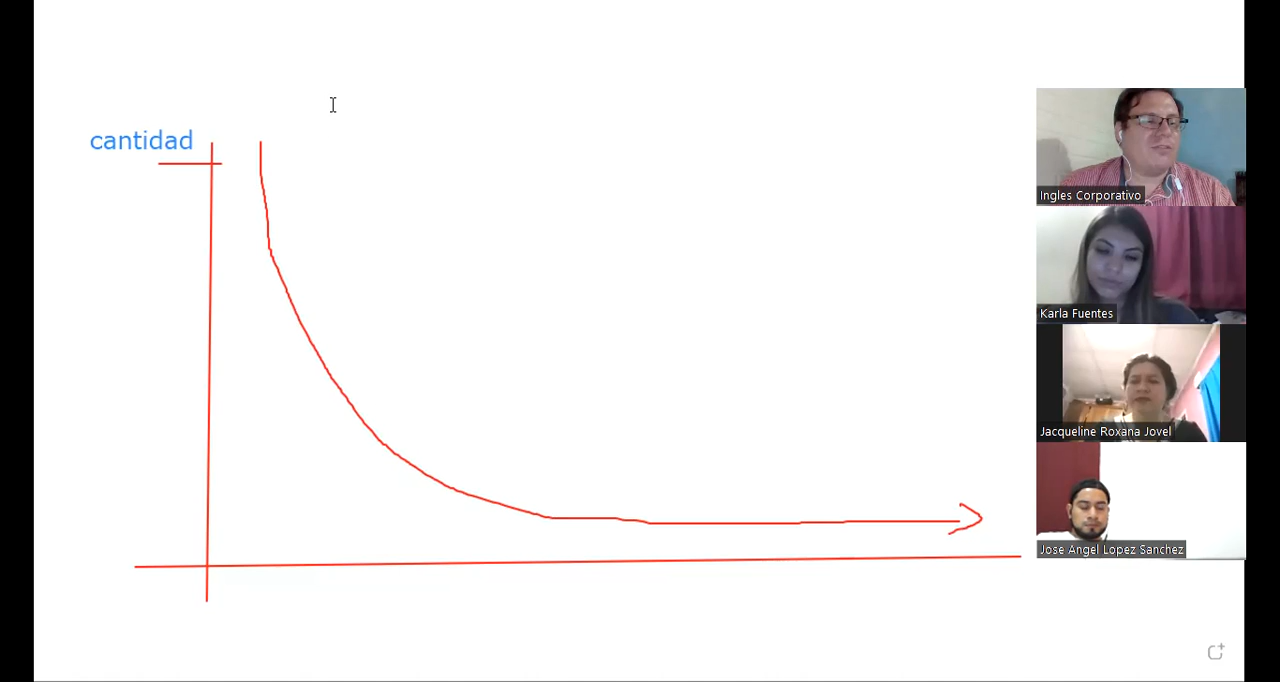 cantidad
Ingles Corporativo
Karla Fuentes
Jacqueline Roxana Jovel
Jose Angel Lopez Sanchez